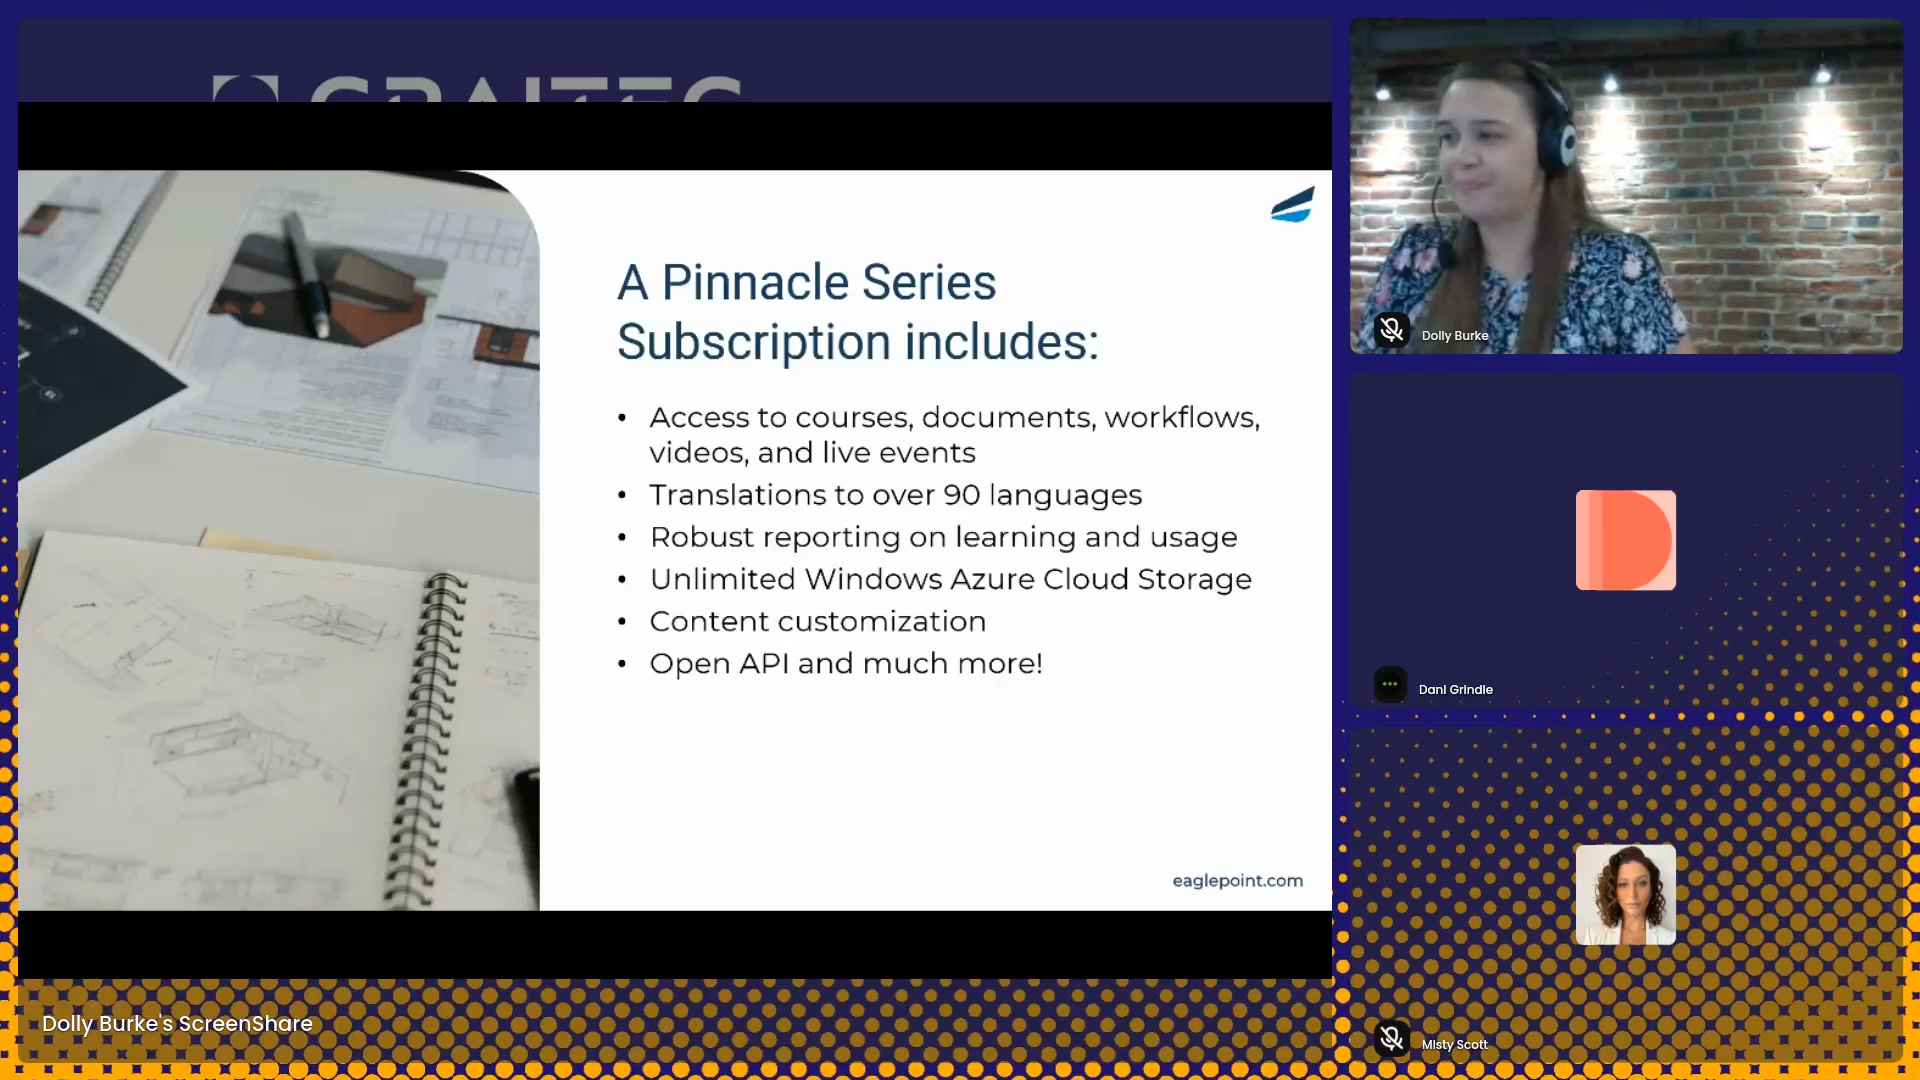 GRAITEC
A Pinnacle Series
Subscription includes:
• Access to courses, documents, workflows,
videos, and live events
• Translations to over 90 languages
• Robust reporting on learning and usage
• Unlimited Windows Azure Cloud Storage
• Content customization
• Open API and much more!
eaglepoint.com
Dolly Burke's ScreenShare
Dolly Burke
Dani Grindle
Misty Scott